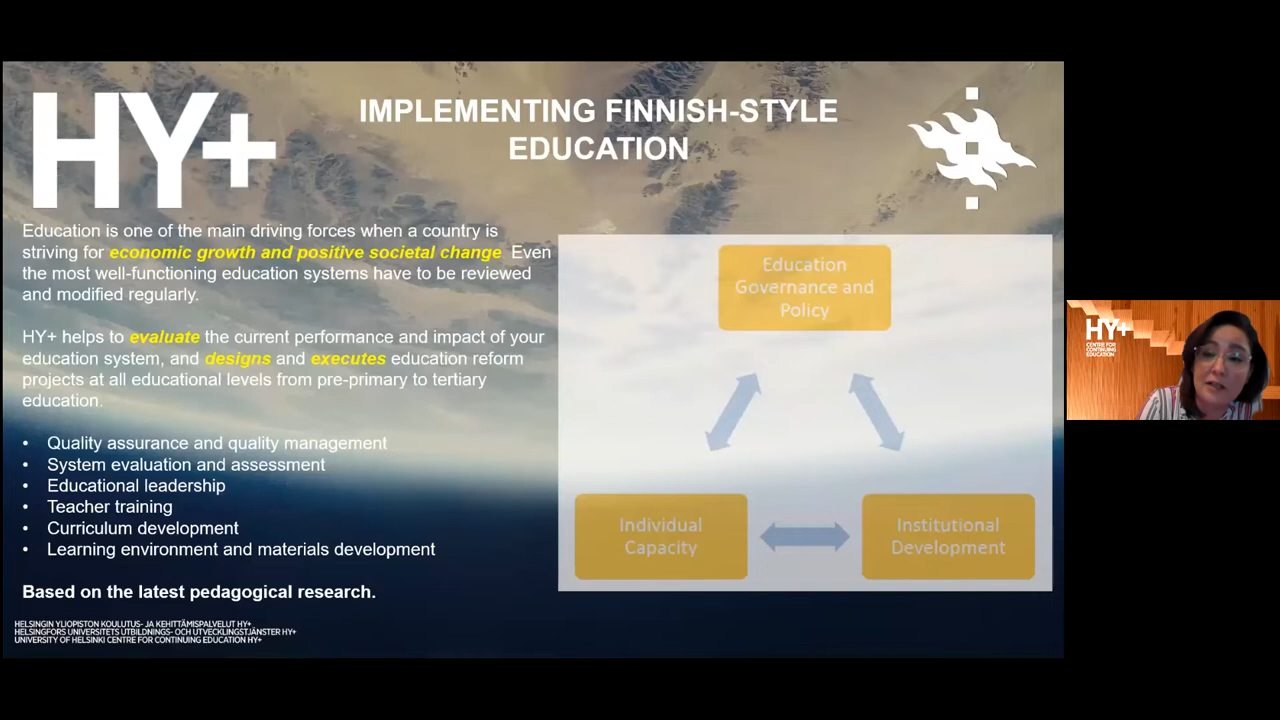 HY+
IMPLEMENTING FINNISH-STYLE
EDUCATION
Education is one of the main driving forces when a country is
striving for economic growth and positive societal change Even
the most well-functioning education systems have to be reviewed
and modified regularly.
HY+ helps to evaluate the current performance and impact of your
education system, and designs and executes education reform
projects at all educational levels from pre-primary to tertiary
education.
• Quality assurance and quality management
• System evaluation and assessment
• Educational leadership
• Teacher training
• Curriculum development
• Learning environment and materials development
Based on the latest pedagogical research.
HELSINGIN YLIOPISTON KOULUTUS- JA KEHITTÄMISPALVELUT HY+
HELSINGFORS UNIVERSITETS UTBILDNINGS- OCH UTVECKLINGSTJÄNSTER HY+
UNIVERSITY OF HELSINKI CENTRE FOR CONTINUING EDUCATION HY+
Education
Governance and
Policy
Individual
Capacity
Institutional
Development
HY+
CENTRE FOR
CONTINUING
EDUCATION